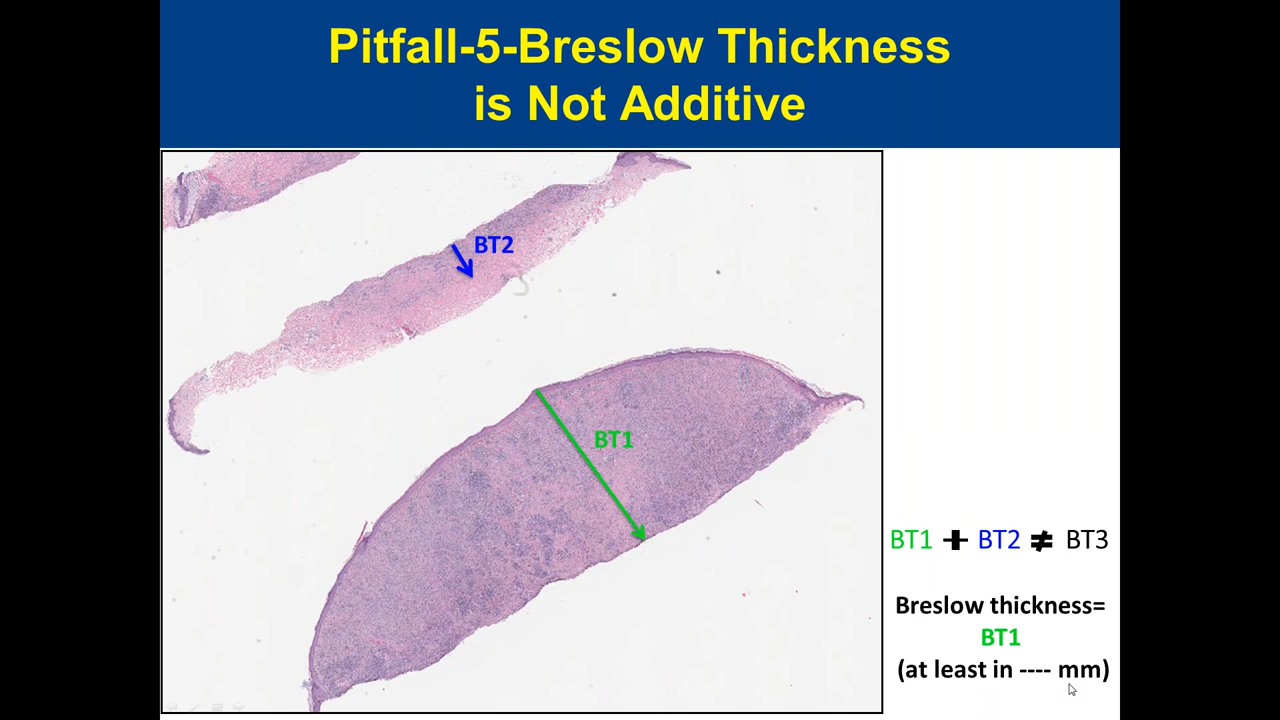 Pitfall-5-Breslow Thickness
is Not Additive
BT2
BT1
BT1 + BT2 ≠ BT3
Breslow thickness=
BT1
(at least in ---- mm)